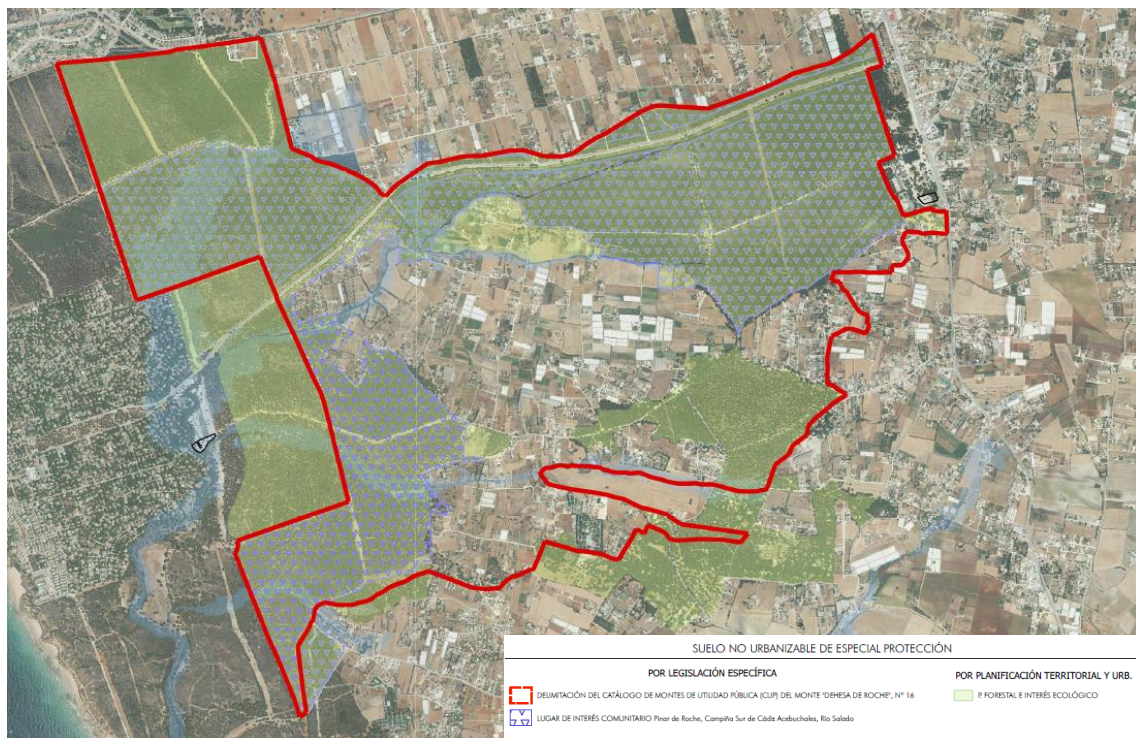 SUELO NO URBANIZABLE DE ESPECIAL PROTECCIÓN
POR LEGISLACIÓN ESPECÍFICA
POR PLANIFICACIÓN TERRITORIAL Y URB.
DELIMITACIÓN DEL CATÁLOGO DE MONTES DE UTILIDAD PÚBLICA (CUP) DEL MONTE "DEHESA DE ROCHE", Nº 16
P. FORESTAL E INTERÉS ECOLÓGICO
LUGAR DE INTERÉS COMUNITARIO Pinar de Roche, Campiña Sur de Cádiz Acebuchales, Río Salado